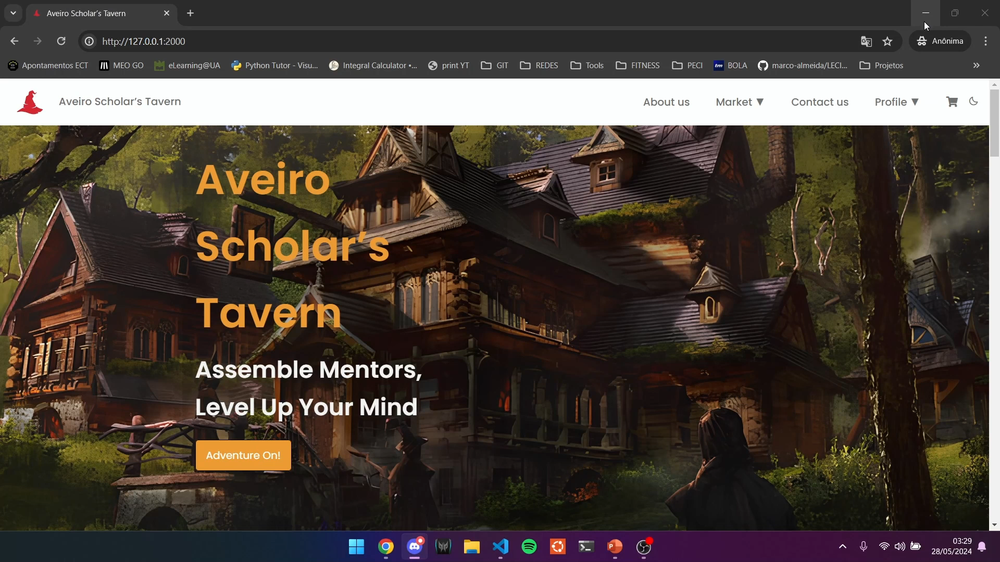 Aveiro Scholar's Tavern
http://127.0.0.1:2000
Anônima
Apontamentos ECT MEO GO eLearning@UA Python Tutor - Visu... Integral Calculator •... print YT GIT REDES Tools FITNESS PECI BOLA marco-almeida/LECI... Projetos »
Aveiro Scholar's Tavern About us Market ▼ Contact us Profile ▼
Aveiro
Scholar's
Tavern
Assemble Mentors,
Level Up Your Mind
Adventure On!
03:29
28/05/2024